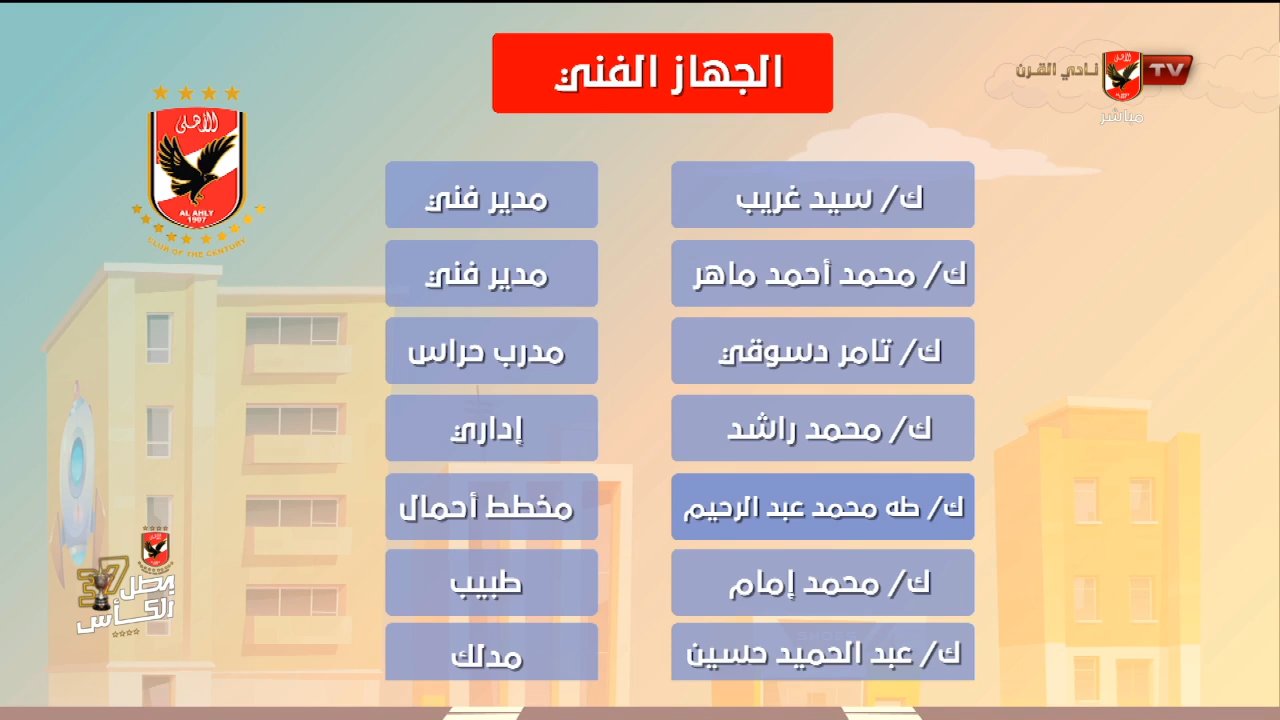 الجهاز الفني
نادي القرن
TV
مباشر
الأهلي
AL AHLY
1907
CLUB OF THE CENTURY
ك/ سيد غريب مدير فني
ك/ محمد أحمد ماهر مدير فني
ك/ تامر دسوقي مدرب حراس
ك/ محمد راشد إداري
ك/ طه محمد عبد الرحيم مخطط أحمال
ك/ محمد إمام طبيب
ك/ عبد الحميد حسين مدلك
37
بطل
الكأس